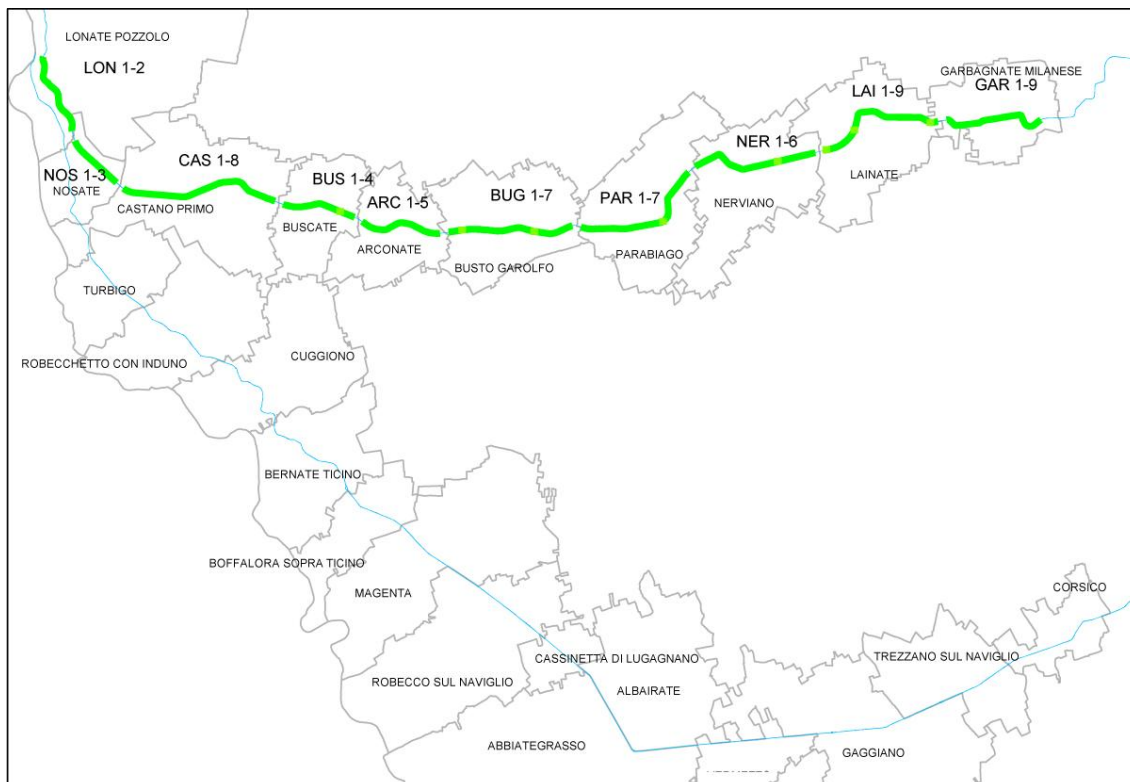 LONATE POZZOLO
LON 1-2
GARBAGNATE MILANESE
GAR 1-9
LAI 1-9
NER 1-6
CAS 1-8
NOS 1-3
NOSATE
BUS 1-4
ARC 1-5
BUG 1-7
PAR 1-7
LAINATE
CASTANO PRIMO
NERVIANO
BUSCATE
ARCONATE
BUSTO GAROLFO
PARABIAGO
TURBIGO
ROBECCHETTO CON INDUNO
CUGGIONO
BERNATE TICINO
BOFFALORA SOPRA TICINO
MAGENTA
CORSICO
CASSINETTA DI LUGAGNANO
TREZZANO SUL NAVIGLIO
ROBECCO SUL NAVIGLIO
ALBAIRATE
ABBIATEGRASSO
GAGGIANO